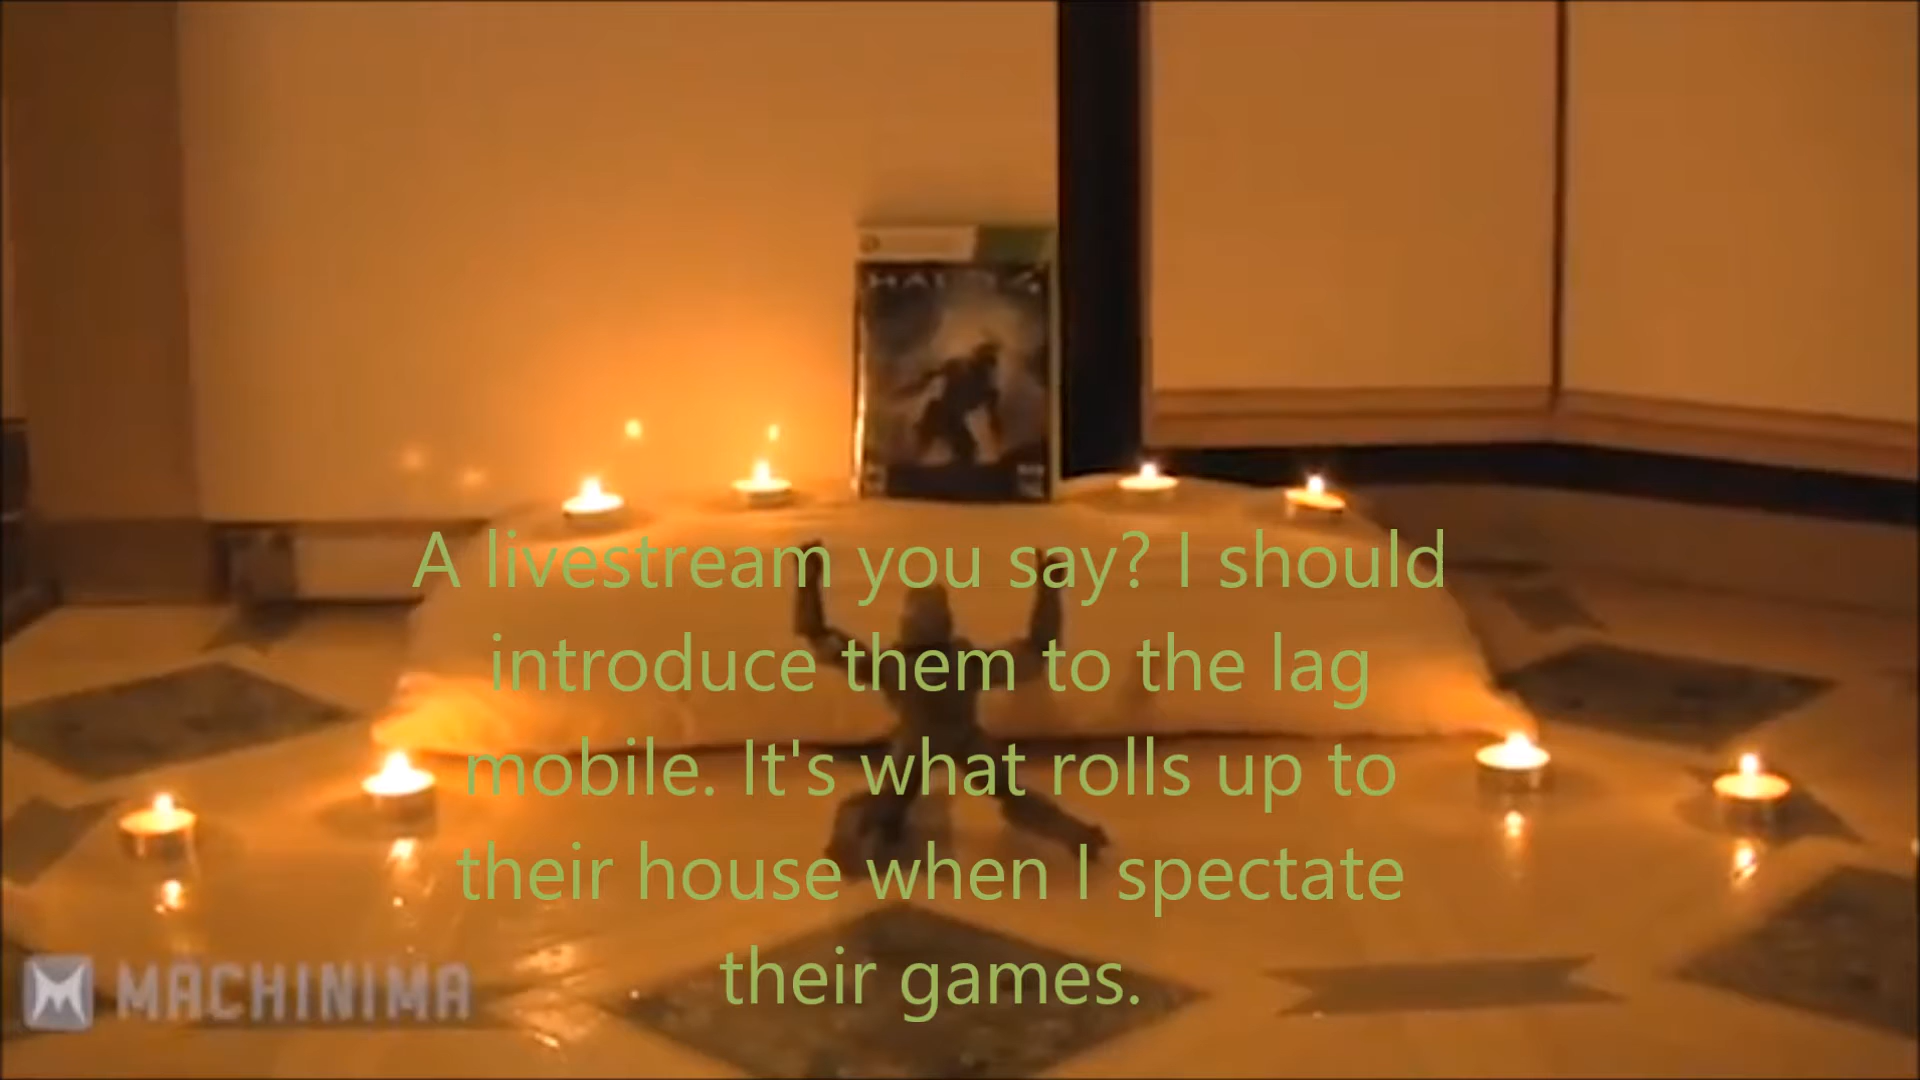 HALO 4
A livestream you say? I should
introduce them to the lag
mobile. It's what rolls up to
their house when I spectate
their games.
MACHINIMA